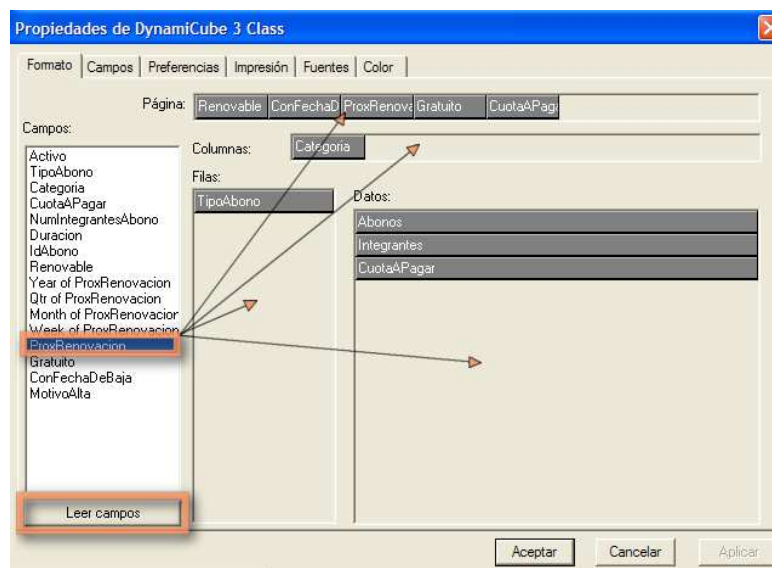 Propiedades de DynamiCube 3 Class
Formato Campos Preferencias Impresión Fuentes Color
Página: Renovable ConFechaD ProxRenova Gratuito CuotaAPaga
Campos:
Activo
TipoAbono
Categoria
CuotaAPagar
NumIntegrantesAbono
Duracion
IdAbono
Renovable
Year of ProxRenovacion
Qtr of ProxRenovacion
Month of ProxRenovacion
Week of ProxRenovacion
ProxRenovacion
Gratuito
ConFechaDeBaja
MotivoAlta
Leer campos
Columnas: Categoria
Filas:
TipoAbono
Datos:
Abonos
Integrantes
CuotaAPagar
Aceptar Cancelar Aplicar